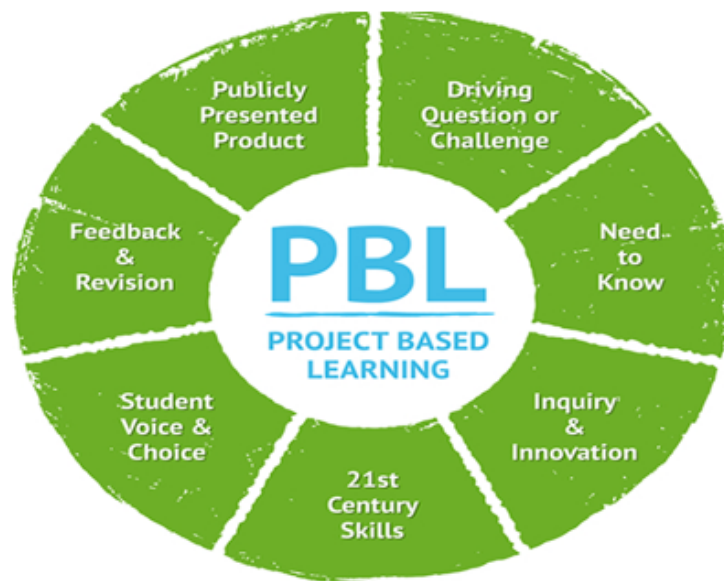 PBL
PROJECT BASED
LEARNING
Driving
Question or
Challenge
Need
to
Know
Inquiry
&
Innovation
21st
Century
Skills
Student
Voice &
Choice
Feedback
&
Revision
Publicly
Presented
Product